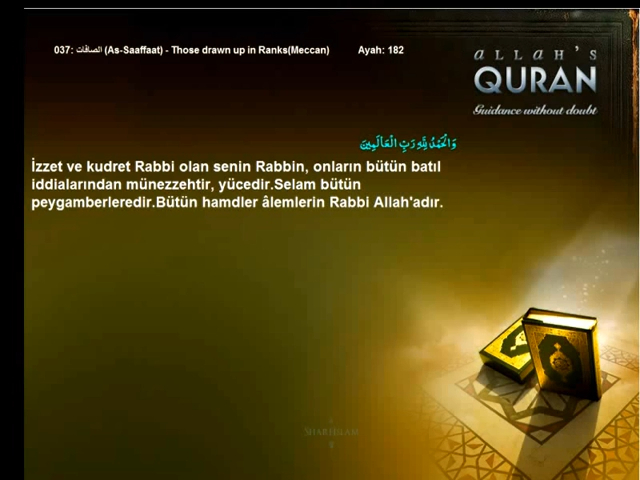 037: الصافات (As-Saaffaat) - Those drawn up in Ranks(Meccan) Ayah: 182
ALLAH'S
QURAN
Guidance without doubt
وَالْحَمْدُ لِلَّهِ رَبِّ الْعَالَمِينَ
İzzet ve kudret Rabbi olan senin Rabbin, onların bütün batıl
iddialarından münezzehtir, yücedir.Selam bütün
peygamberleredir.Bütün hamdler âlemlerin Rabbi Allah'adır.